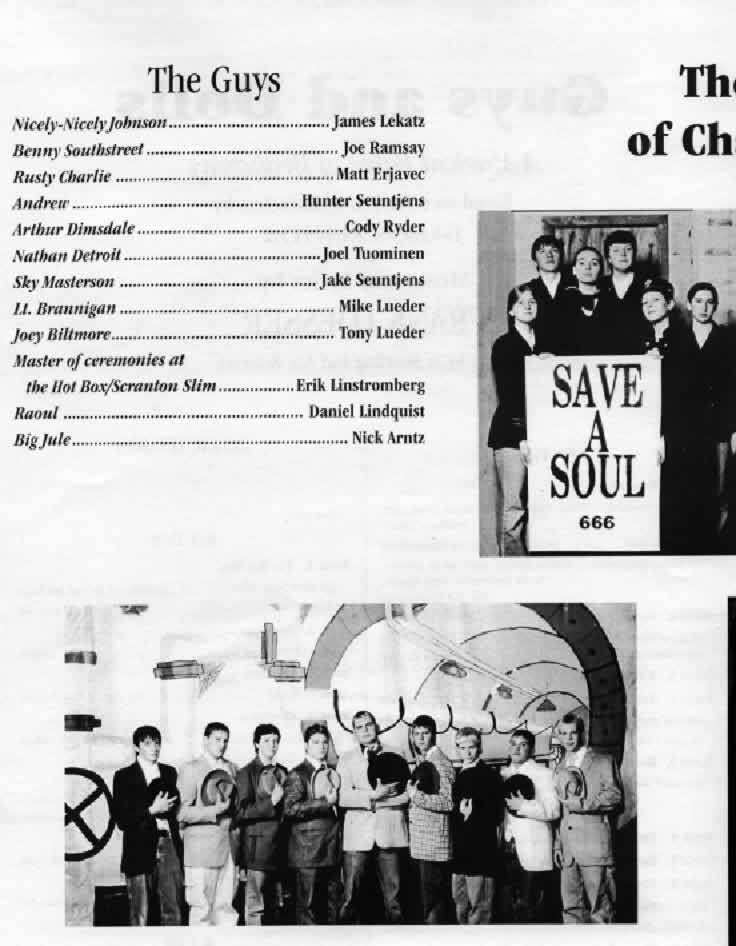 The Guys
Nicely-Nicely Johnson................................ James Lekatz
Benny Southstreet ...................................... Joe Ramsay
Rusty Charlie ............................................ Matt Erjavec
Andrew .............................................. Hunter Seuntjens
Arthur Dimsdale..........................................Cody Ryder
Nathan Detroit ......................................Joel Tuominen
Sky Masterson ....................................... Jake Seuntjens
Lt. Brannigan ............................................ Mike Lueder
Joey Biltmore............................................. Tony Lueder
Master of ceremonies at
the Hot Box/Scranton Slim...............Erik Linstromberg
Raoul ............................................... Daniel Lindquist
Big Jule....................................................... Nick Arntz
of
SAVE
A
SOUL
666